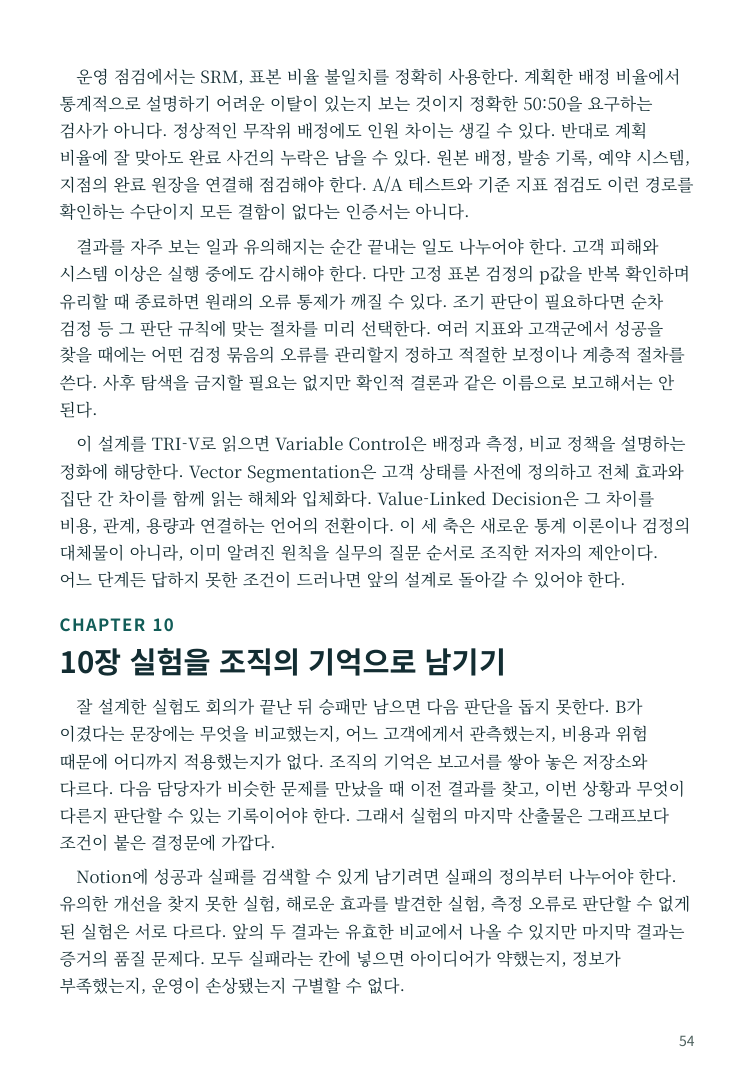 운영 점검에서는 SRM, 표본 비율 불일치를 정확히 사용한다. 계획한 배정 비율에서
통계적으로 설명하기 어려운 이탈이 있는지 보는 것이지 정확한 50:50을 요구하는
검사가 아니다. 정상적인 무작위 배정에도 인원 차이는 생길 수 있다. 반대로 계획
비율에 잘 맞아도 완료 사건의 누락은 남을 수 있다. 원본 배정, 발송 기록, 예약 시스템,
지점의 완료 원장을 연결해 점검해야 한다. A/A 테스트와 기준 지표 점검도 이런 경로를
확인하는 수단이지 모든 결함이 없다는 인증서는 아니다.
결과를 자주 보는 일과 유의해지는 순간 끝내는 일도 나누어야 한다. 고객 피해와
시스템 이상은 실행 중에도 감시해야 한다. 다만 고정 표본 검정의 p값을 반복 확인하며
유리할 때 종료하면 원래의 오류 통제가 깨질 수 있다. 조기 판단이 필요하다면 순차
검정 등 그 판단 규칙에 맞는 절차를 미리 선택한다. 여러 지표와 고객군에서 성공을
찾을 때에는 어떤 검정 묶음의 오류를 관리할지 정하고 적절한 보정이나 계층적 절차를
쓴다. 사후 탐색을 금지할 필요는 없지만 확인적 결론과 같은 이름으로 보고해서는 안
된다.
이 설계를 TRI-V로 읽으면 Variable Control은 배정과 측정, 비교 정책을 설명하는
정화에 해당한다. Vector Segmentation은 고객 상태를 사전에 정의하고 전체 효과와
집단 간 차이를 함께 읽는 해체와 입체화다. Value-Linked Decision은 그 차이를
비용, 관계, 용량과 연결하는 언어의 전환이다. 이 세 축은 새로운 통계 이론이나 검정의
대체물이 아니라, 이미 알려진 원칙을 실무의 질문 순서로 조직한 저자의 제안이다.
어느 단계든 답하지 못한 조건이 드러나면 앞의 설계로 돌아갈 수 있어야 한다.
CHAPTER 10
10장 실험을 조직의 기억으로 남기기
잘 설계한 실험도 회의가 끝난 뒤 승패만 남으면 다음 판단을 돕지 못한다. B가
이겼다는 문장에는 무엇을 비교했는지, 어느 고객에게서 관측했는지, 비용과 위험
때문에 어디까지 적용했는지가 없다. 조직의 기억은 보고서를 쌓아 놓은 저장소와
다르다. 다음 담당자가 비슷한 문제를 만났을 때 이전 결과를 찾고, 이번 상황과 무엇이
다른지 판단할 수 있는 기록이어야 한다. 그래서 실험의 마지막 산출물은 그래프보다
조건이 붙은 결정문에 가깝다.
Notion에 성공과 실패를 검색할 수 있게 남기려면 실패의 정의부터 나누어야 한다.
유의한 개선을 찾지 못한 실험, 해로운 효과를 발견한 실험, 측정 오류로 판단할 수 없게
된 실험은 서로 다르다. 앞의 두 결과는 유효한 비교에서 나올 수 있지만 마지막 결과는
증거의 품질 문제다. 모두 실패라는 칸에 넣으면 아이디어가 약했는지, 정보가
부족했는지, 운영이 손상됐는지 구별할 수 없다.
54